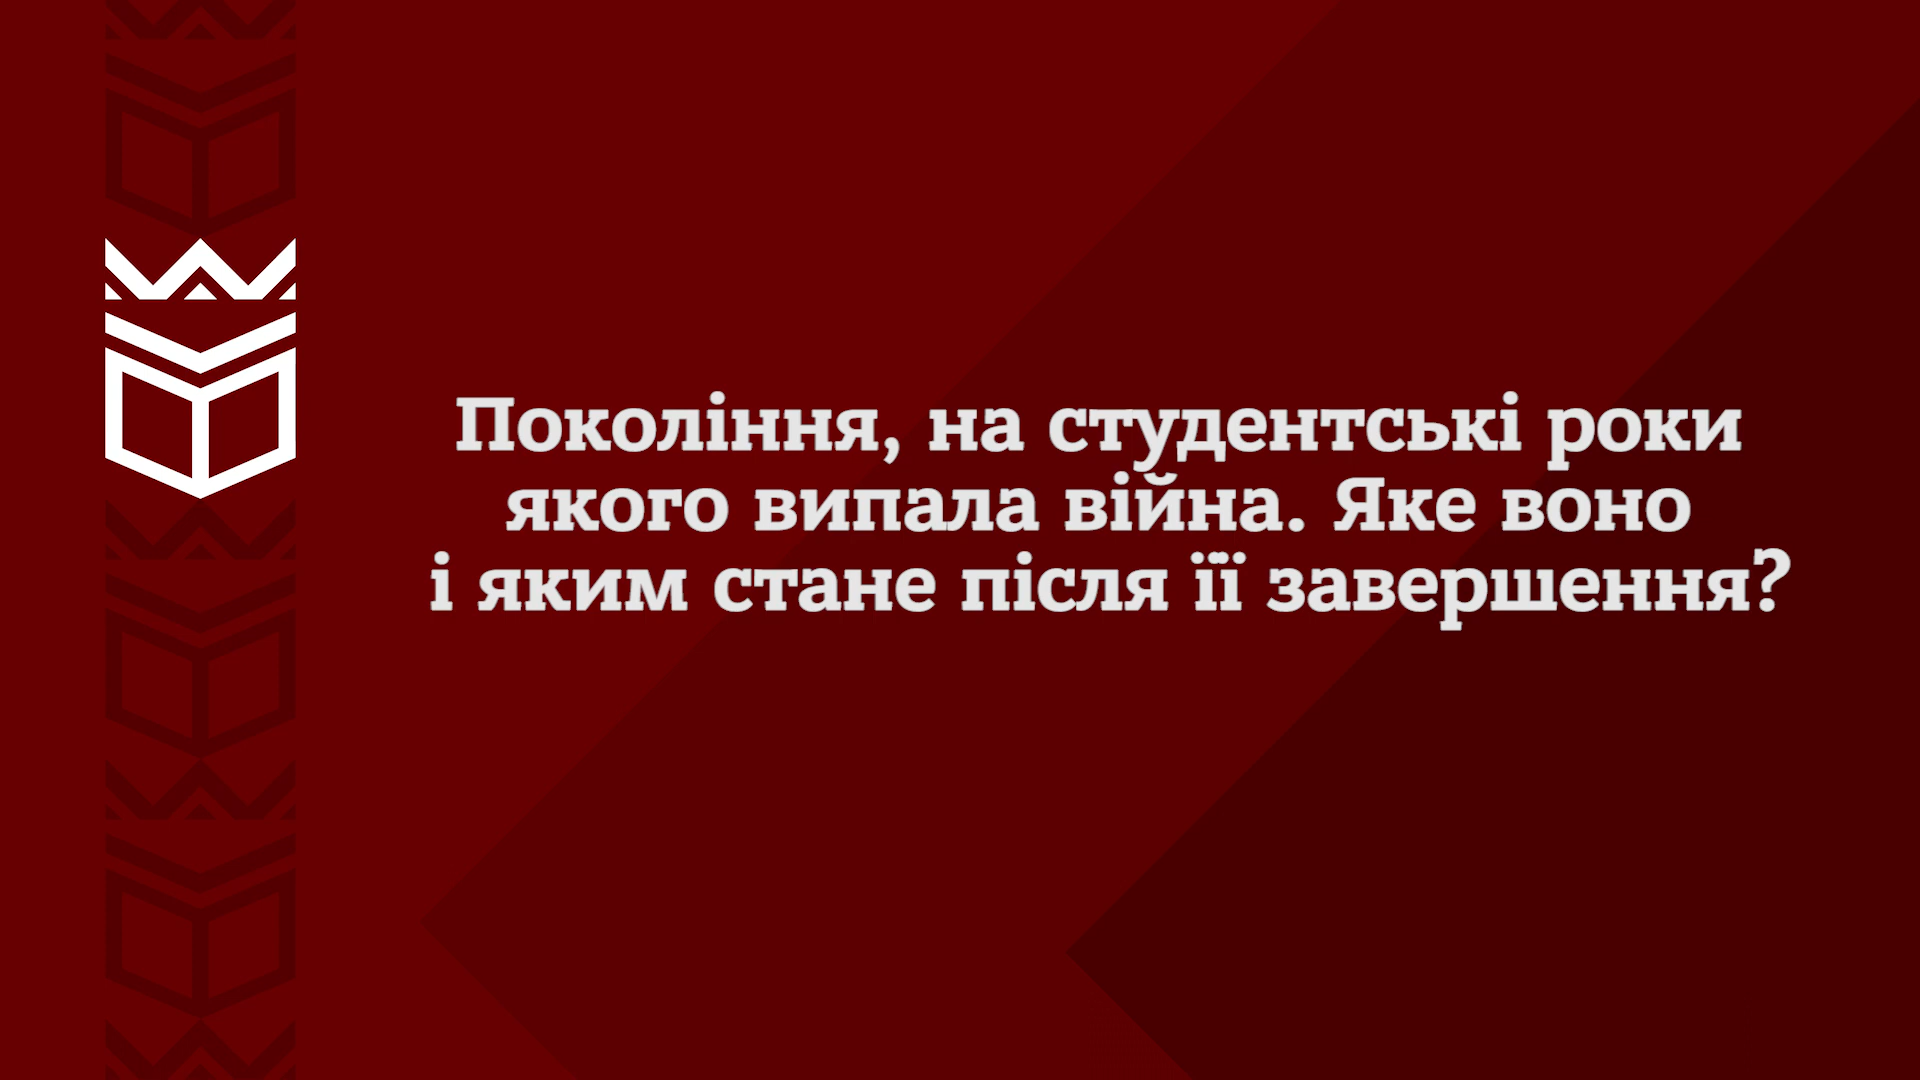 Покоління, на студентські роки
якого випала війна. Яке воно
і яким стане після її завершення?